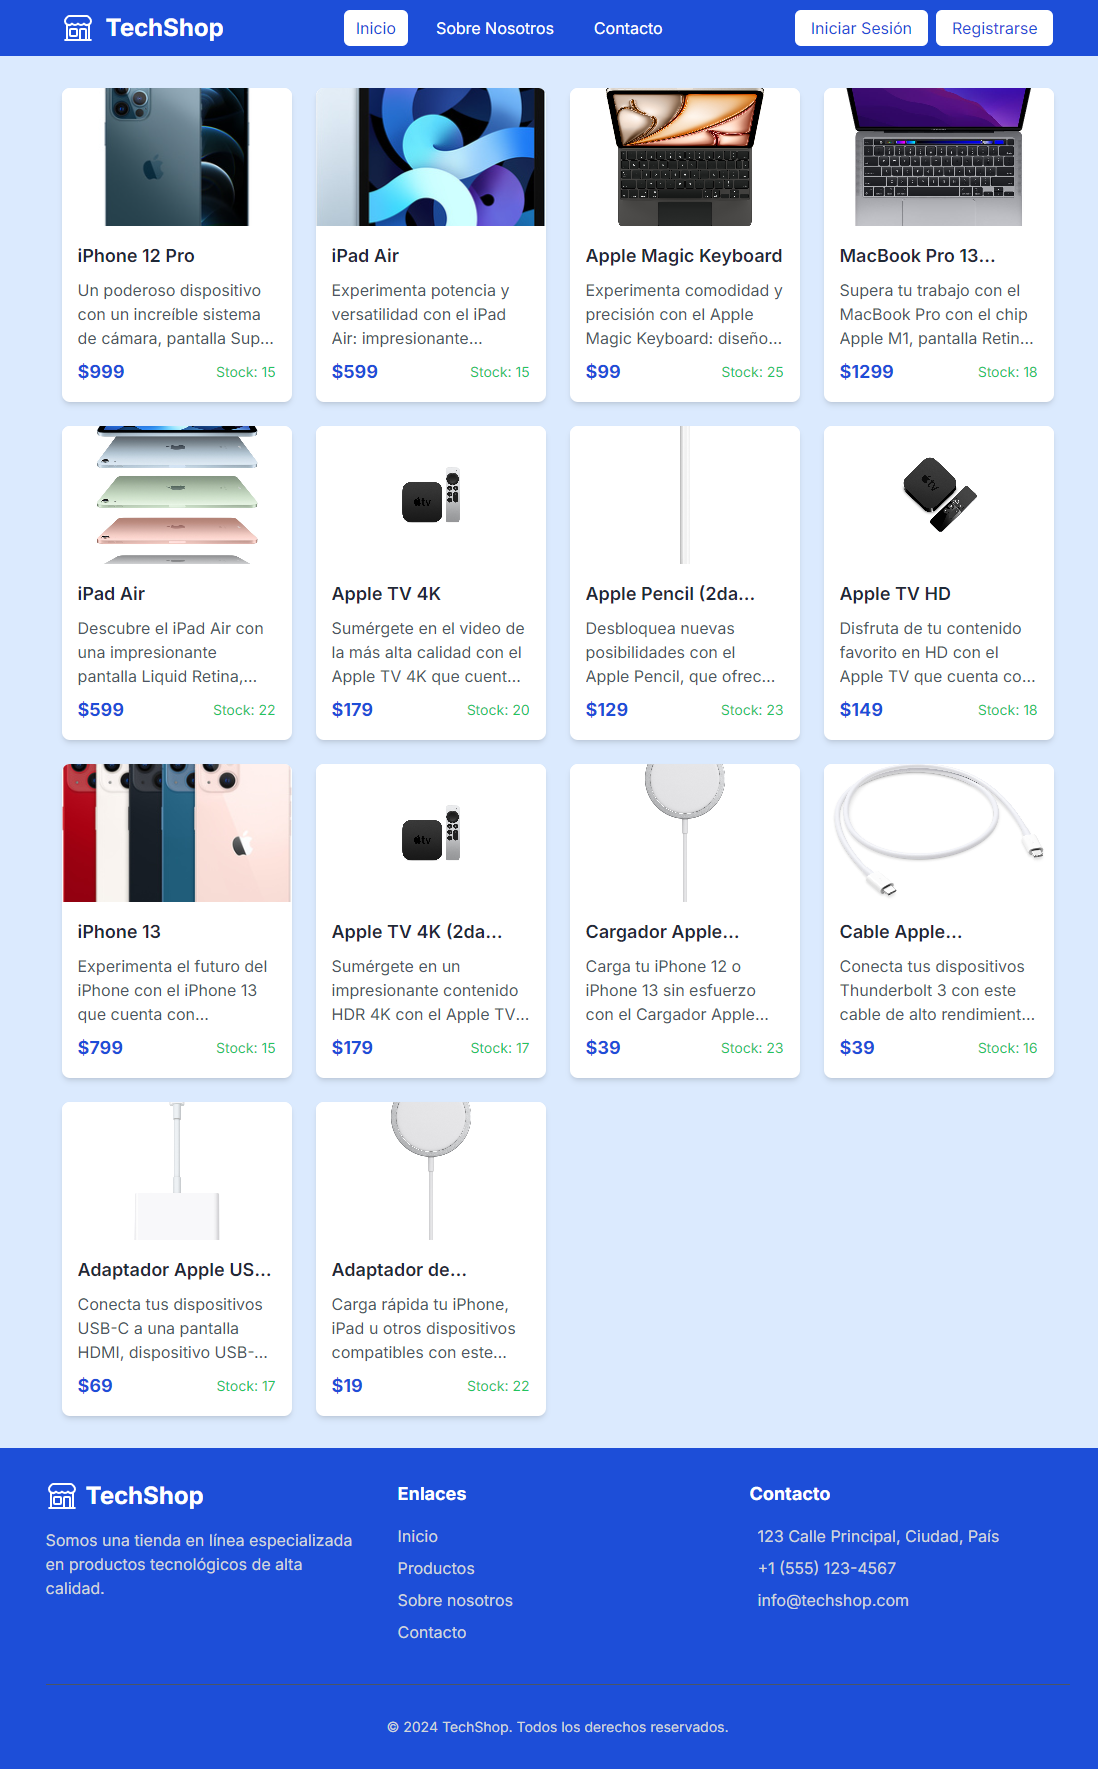 TechShop
Inicio
Sobre Nosotros
Contacto
Iniciar Sesión
Registrarse
iPhone 12 Pro
Un poderoso dispositivo
con un increíble sistema
de cámara, pantalla Sup...
$999
Stock: 15
iPad Air
Experimenta potencia y
versatilidad con el iPad
Air: impresionante...
$599
Stock: 15
Apple Magic Keyboard
Experimenta comodidad y
precisión con el Apple
Magic Keyboard: diseño...
$99
Stock: 25
MacBook Pro 13...
Supera tu trabajo con el
MacBook Pro con el chip
Apple M1, pantalla Retin...
$1299
Stock: 18
iPad Air
Descubre el iPad Air con
una impresionante
pantalla Liquid Retina,...
$599
Stock: 22
tv
Apple TV 4K
Sumérgete en el video de
la más alta calidad con el
Apple TV 4K que cuent...
$179
Stock: 20
Apple Pencil (2da...
Desbloquea nuevas
posibilidades con el
Apple Pencil, que ofrec...
$129
Stock: 23
tv
Apple TV HD
Disfruta de tu contenido
favorito en HD con el
Apple TV que cuenta co...
$149
Stock: 18
iPhone 13
Experimenta el futuro del
iPhone con el iPhone 13
que cuenta con...
$799
Stock: 15
tv
Apple TV 4K (2da...
Sumérgete en un
impresionante contenido
HDR 4K con el Apple TV...
$179
Stock: 17
Cargador Apple...
Carga tu iPhone 12 o
iPhone 13 sin esfuerzo
con el Cargador Apple...
$39
Stock: 23
Cable Apple...
Conecta tus dispositivos
Thunderbolt 3 con este
cable de alto rendimient...
$39
Stock: 16
Adaptador Apple US...
Conecta tus dispositivos
USB-C a una pantalla
HDMI, dispositivo USB-...
$69
Stock: 17
Adaptador de...
Carga rápida tu iPhone,
iPad u otros dispositivos
compatibles con este...
$19
Stock: 22
TechShop
Somos una tienda en línea especializada
en productos tecnológicos de alta
calidad.
Enlaces
Inicio
Productos
Sobre nosotros
Contacto
Contacto
123 Calle Principal, Ciudad, País
+1 (555) 123-4567
info@techshop.com
© 2024 TechShop. Todos los derechos reservados.